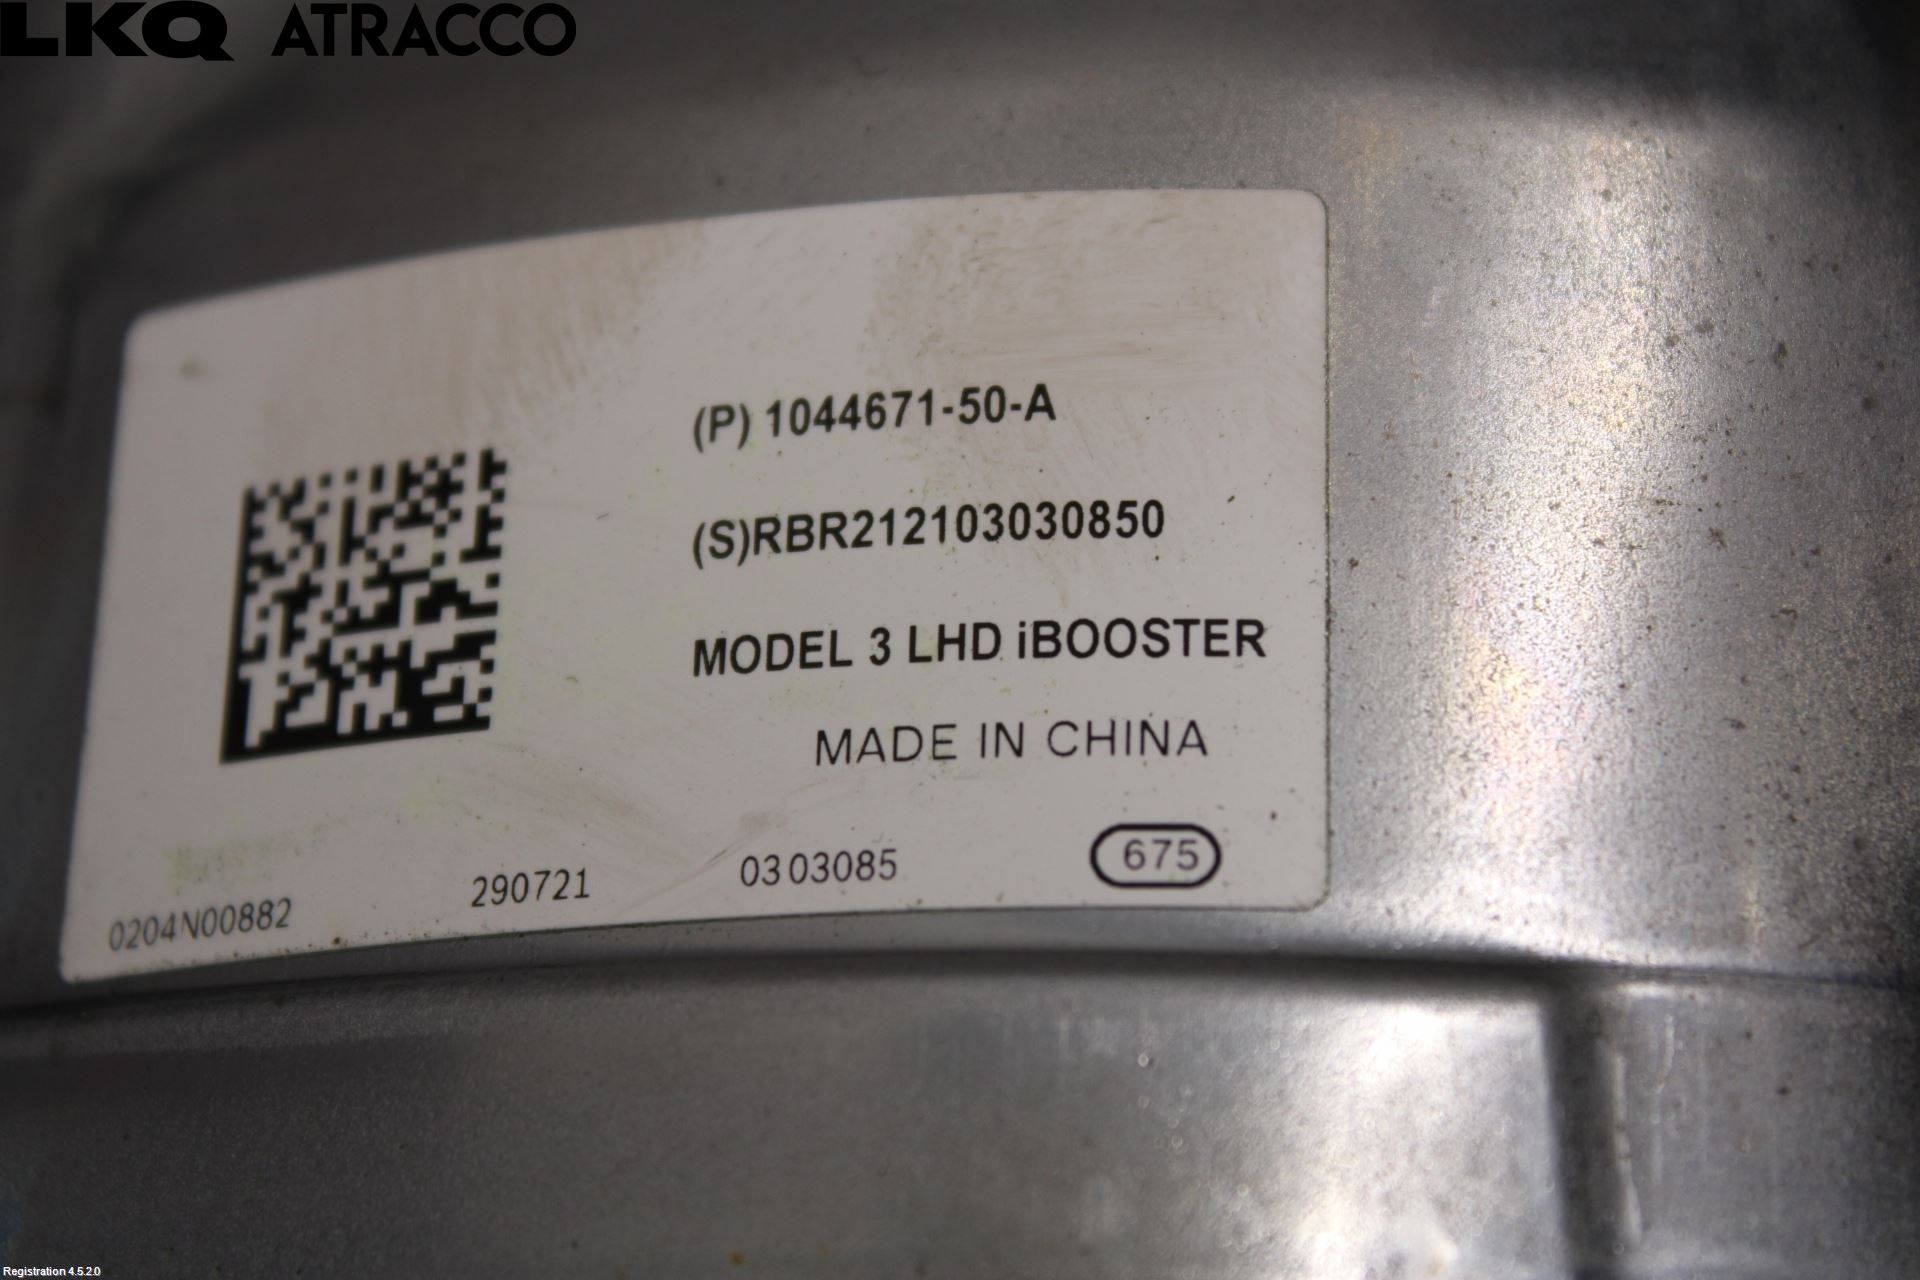 LKQ ATRACCO
(P) 1044671-50-A
(S)RBR212103030850
MODEL 3 LHD iBOOSTER
MADE IN CHINA
0204N00882 290721 0303085 675
Registration 4.5.2.0